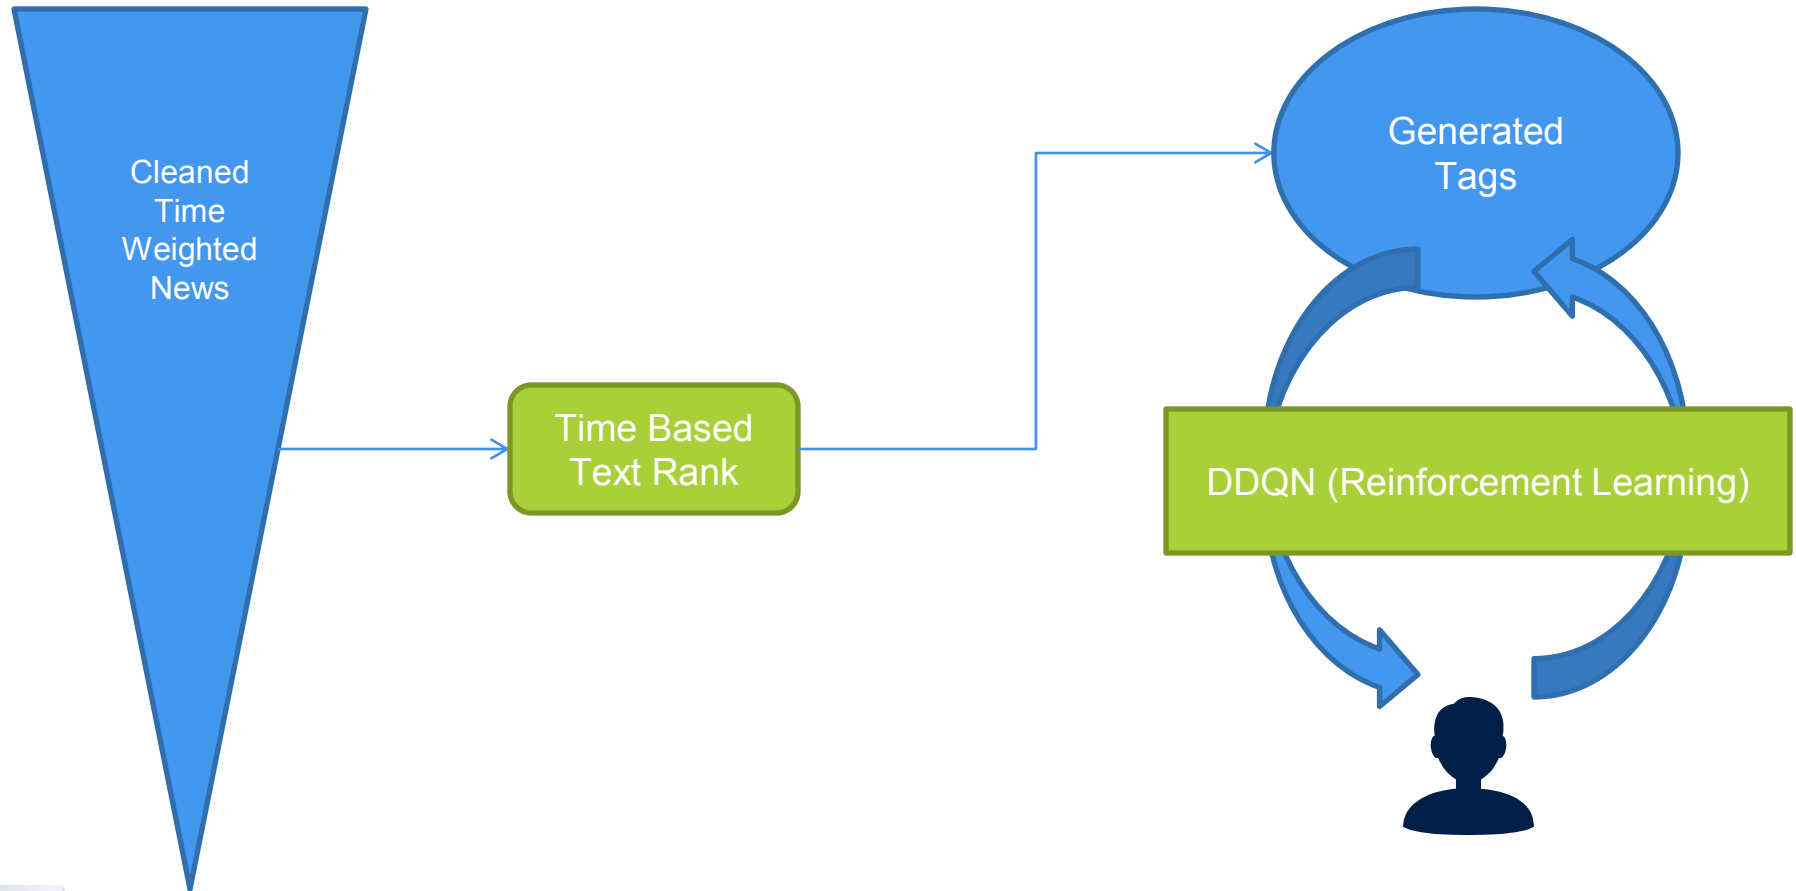 Cleaned
Time
Weighted
News
Time Based
Text Rank
Generated
Tags
DDQN (Reinforcement Learning)